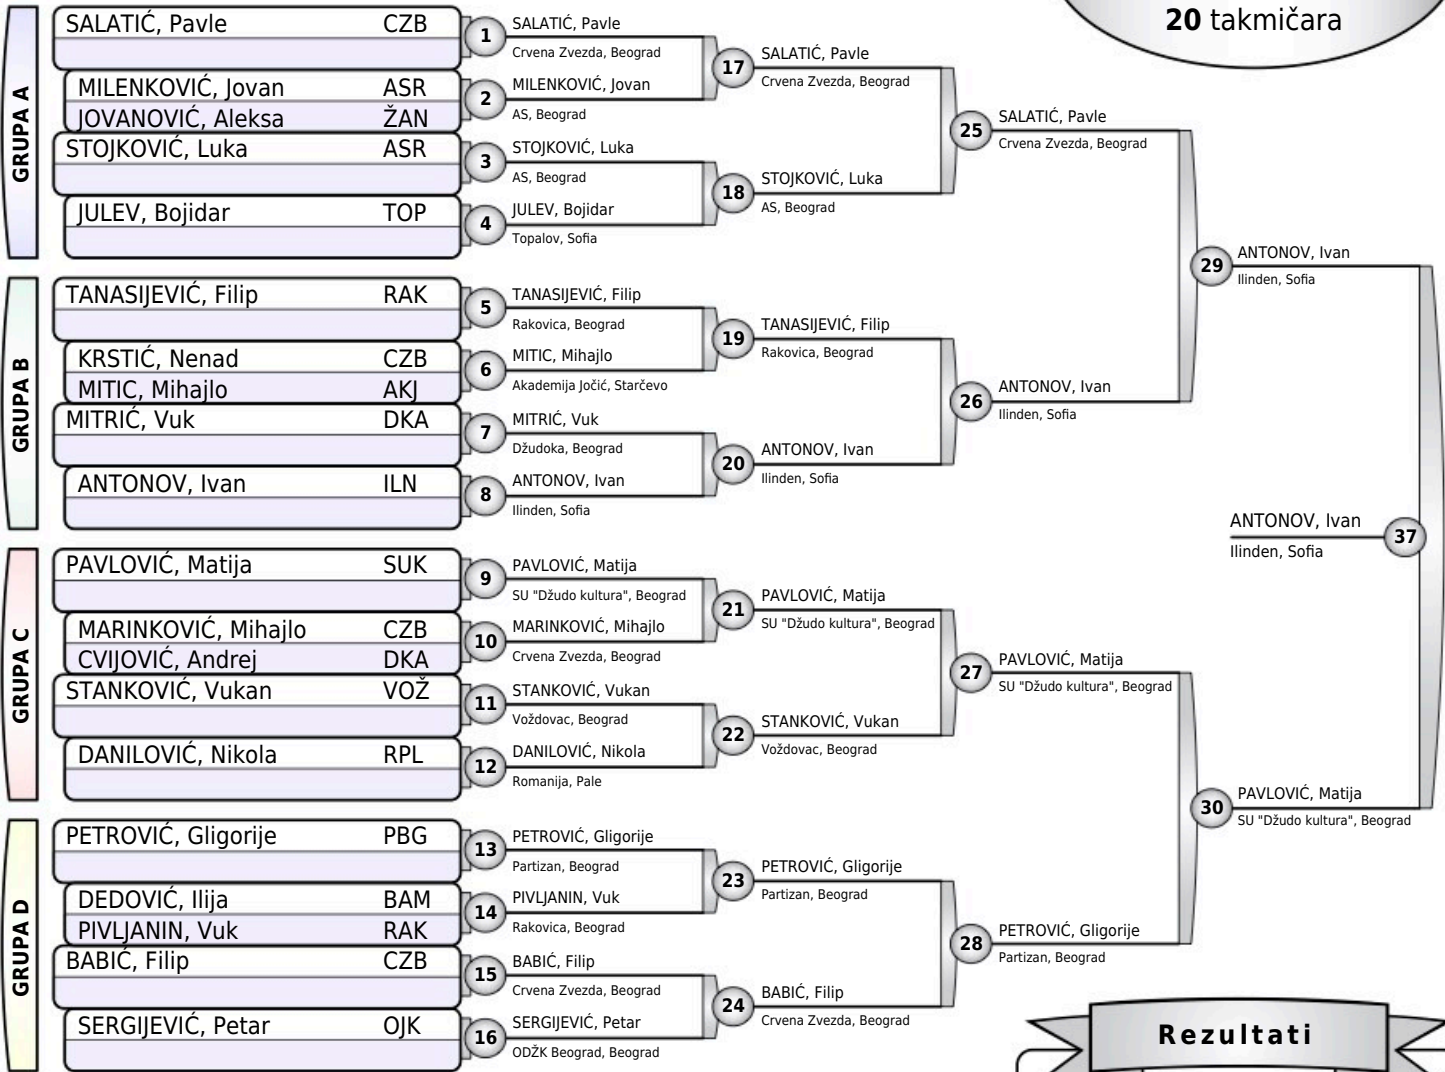 20 takmičara
GRUPA A
SALATIĆ, Pavle CZB
MILENKOVIĆ, Jovan ASR
JOVANOVIĆ, Aleksa ŽAN
STOJKOVIĆ, Luka ASR
JULEV, Bojidar TOP
GRUPA B
TANASIJEVIĆ, Filip RAK
KRSTIĆ, Nenad CZB
MITIC, Mihajlo AKJ
MITRIĆ, Vuk DKA
ANTONOV, Ivan ILN
GRUPA C
PAVLOVIĆ, Matija SUK
MARINKOVIĆ, Mihajlo CZB
CVIJOVIĆ, Andrej DKA
STANKOVIĆ, Vukan VOŽ
DANILOVIĆ, Nikola RPL
GRUPA D
PETROVIĆ, Gligorije PBG
DEDOVIĆ, Ilija BAM
PIVLJANIN, Vuk RAK
BABIĆ, Filip CZB
SERGIJEVIĆ, Petar OJK
1 SALATIĆ, Pavle
Crvena Zvezda, Beograd
2 MILENKOVIĆ, Jovan
AS, Beograd
3 STOJKOVIĆ, Luka
AS, Beograd
4 JULEV, Bojidar
Topalov, Sofia
5 TANASIJEVIĆ, Filip
Rakovica, Beograd
6 MITIC, Mihajlo
Akademija Jočić, Starčevo
7 MITRIĆ, Vuk
Džudoka, Beograd
8 ANTONOV, Ivan
Ilinden, Sofia
9 PAVLOVIĆ, Matija
SU "Džudo kultura", Beograd
10 MARINKOVIĆ, Mihajlo
Crvena Zvezda, Beograd
11 STANKOVIĆ, Vukan
Voždovac, Beograd
12 DANILOVIĆ, Nikola
Romanija, Pale
13 PETROVIĆ, Gligorije
Partizan, Beograd
14 PIVLJANIN, Vuk
Rakovica, Beograd
15 BABIĆ, Filip
Crvena Zvezda, Beograd
16 SERGIJEVIĆ, Petar
ODŽK Beograd, Beograd
17 SALATIĆ, Pavle
Crvena Zvezda, Beograd
18 STOJKOVIĆ, Luka
AS, Beograd
19 TANASIJEVIĆ, Filip
Rakovica, Beograd
20 ANTONOV, Ivan
Ilinden, Sofia
21 PAVLOVIĆ, Matija
SU "Džudo kultura", Beograd
22 STANKOVIĆ, Vukan
Voždovac, Beograd
23 PETROVIĆ, Gligorije
Partizan, Beograd
24 BABIĆ, Filip
Crvena Zvezda, Beograd
25 SALATIĆ, Pavle
Crvena Zvezda, Beograd
26 ANTONOV, Ivan
Ilinden, Sofia
27 PAVLOVIĆ, Matija
SU "Džudo kultura", Beograd
28 PETROVIĆ, Gligorije
Partizan, Beograd
29 ANTONOV, Ivan
Ilinden, Sofia
30 PAVLOVIĆ, Matija
SU "Džudo kultura", Beograd
ANTONOV, Ivan 37
Ilinden, Sofia
Rezultati